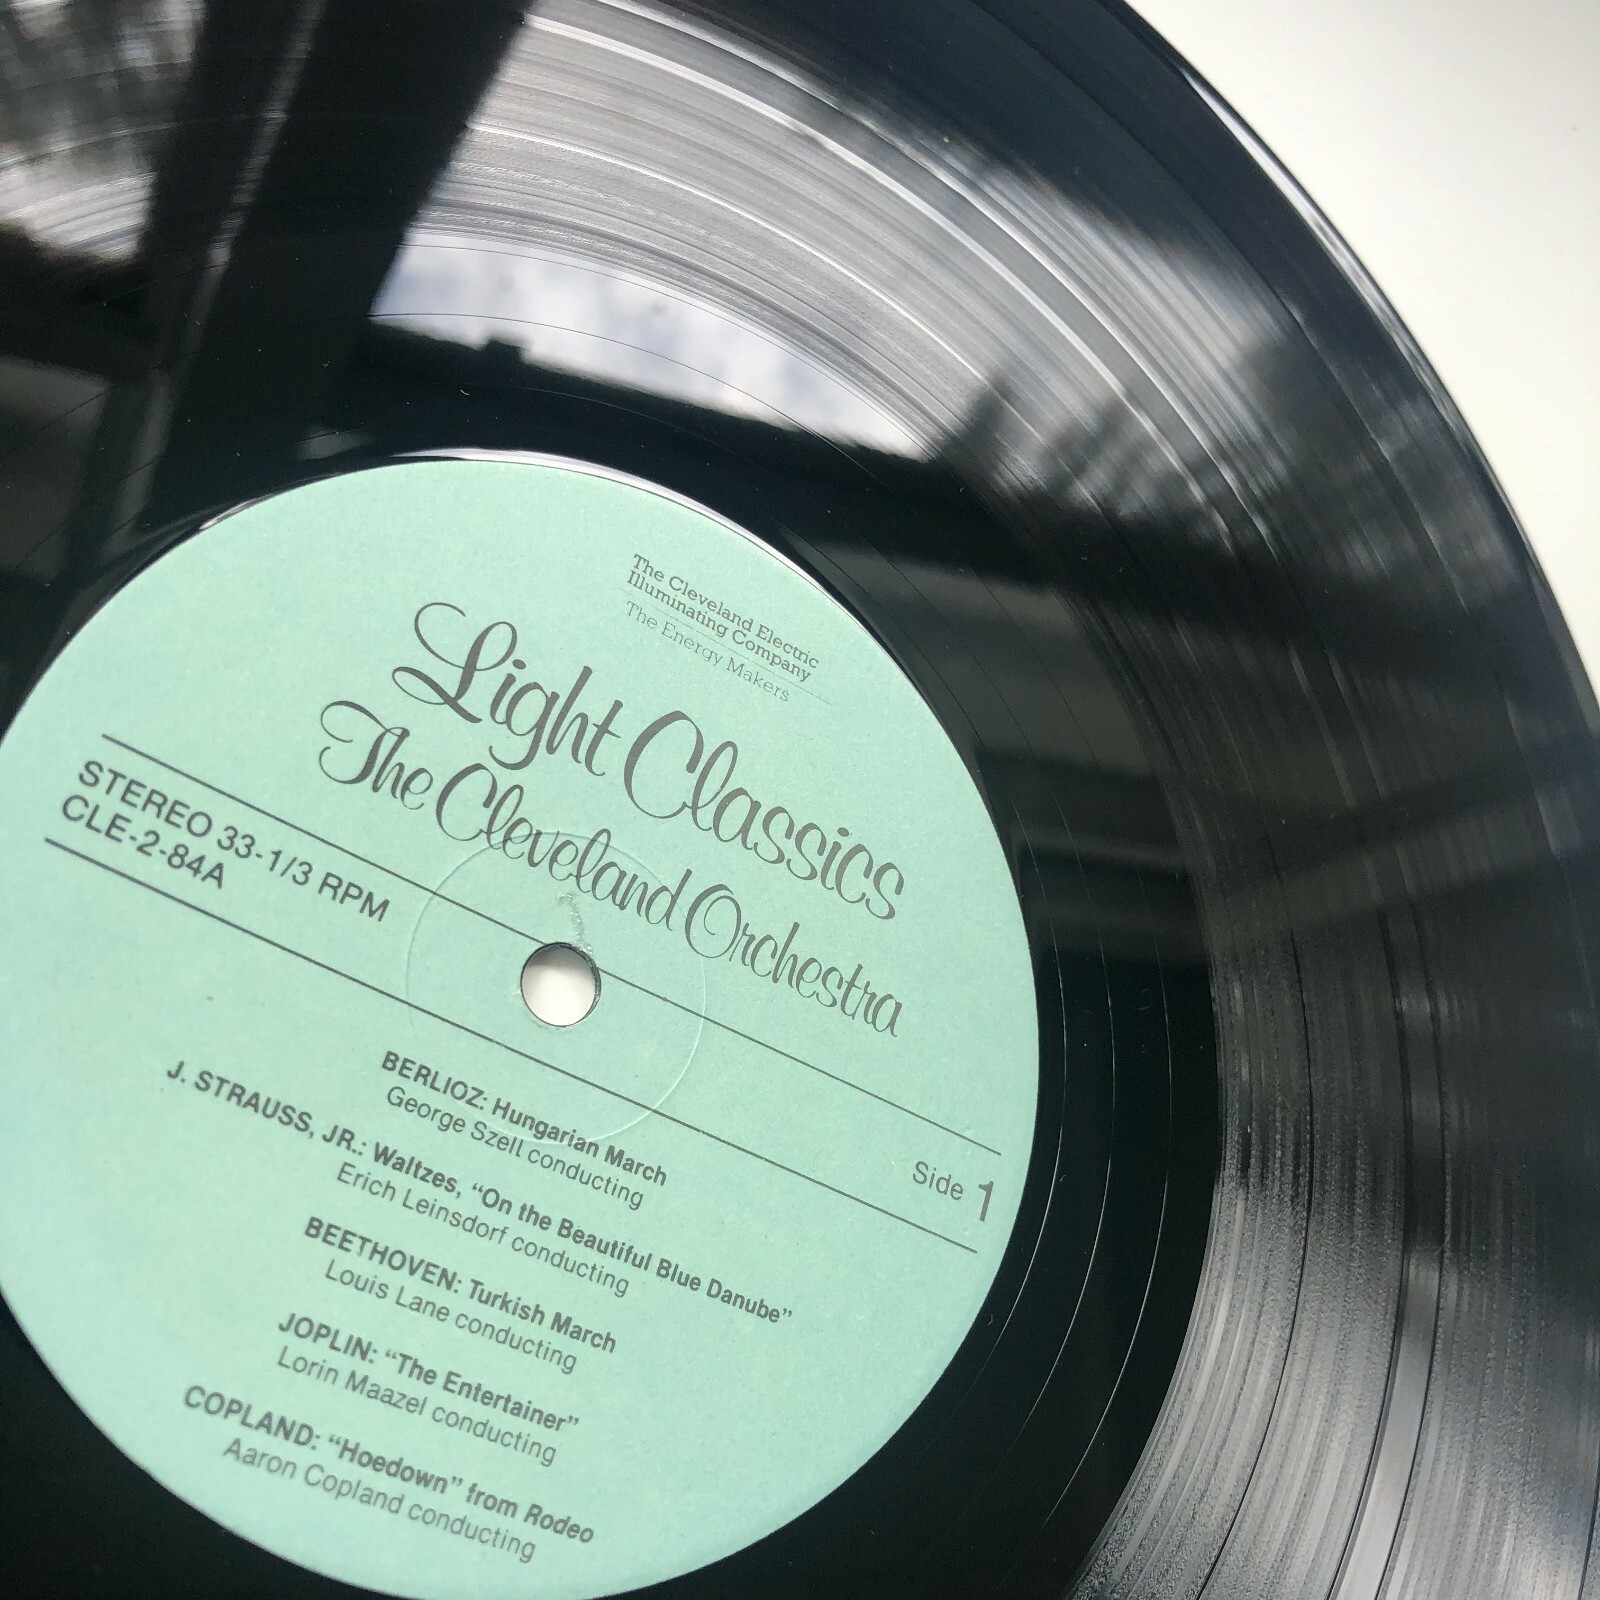 The Cleveland Electric
Illuminating Company
The Energy Makers
Light Classics
The Cleveland Orchestra
STEREO 33-1/3 RPM
CLE-2-84A
Side 1
BERLIOZ: Hungarian March
George Szell conducting
J. STRAUSS, JR.: Waltzes, “On the Beautiful Blue Danube”
Erich Leinsdorf conducting
BEETHOVEN: Turkish March
Louis Lane conducting
JOPLIN: “The Entertainer”
Lorin Maazel conducting
COPLAND: “Hoedown” from Rodeo
Aaron Copland conducting